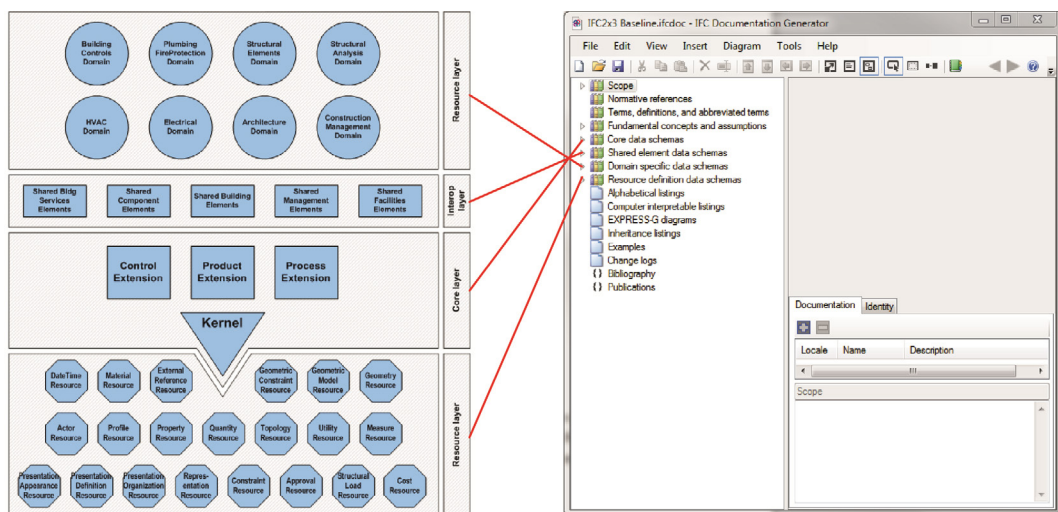 Building
Controls
Domain
Plumbing
FireProtection
Domain
Structural
Elements
Domain
Structural
Analysis
Domain
HVAC
Domain
Electrical
Domain
Architecture
Domain
Construction
Management
Domain
Resource layer
Shared Bldg
Services
Elements
Shared
Component
Elements
Shared Building
Elements
Shared
Management
Elements
Shared
Facilities
Elements
Interop
layer
Control
Extension
Product
Extension
Process
Extension
Kernel
Core layer
DateTime
Resource
Material
Resource
External
Reference
Resource
Geometric
Constraint
Resource
Geometric
Model
Resource
Geometry
Resource
Actor
Resource
Profile
Resource
Property
Resource
Quantity
Resource
Topology
Resource
Utility
Resource
Measure
Resource
Presentation
Appearance
Resource
Presentation
Definition
Resource
Presentation
Organization
Resource
Repres-
entation
Resource
Constraint
Resource
Approval
Resource
Structural
Load
Resource
Cost
Resource
Resource layer
IFC2x3 Baseline.ifcdoc - IFC Documentation Generator
File Edit View Insert Diagram Tools Help
Scope
Normative references
Terms, definitions, and abbreviated terms
Fundamental concepts and assumptions
Core data schemas
Shared element data schemas
Domain specific data schemas
Resource definition data schemas
Alphabetical listings
Computer interpretable listings
EXPRESS-G diagrams
Inheritance listings
Examples
Change logs
Bibliography
Publications
Documentation Identity
Locale Name Description
Scope